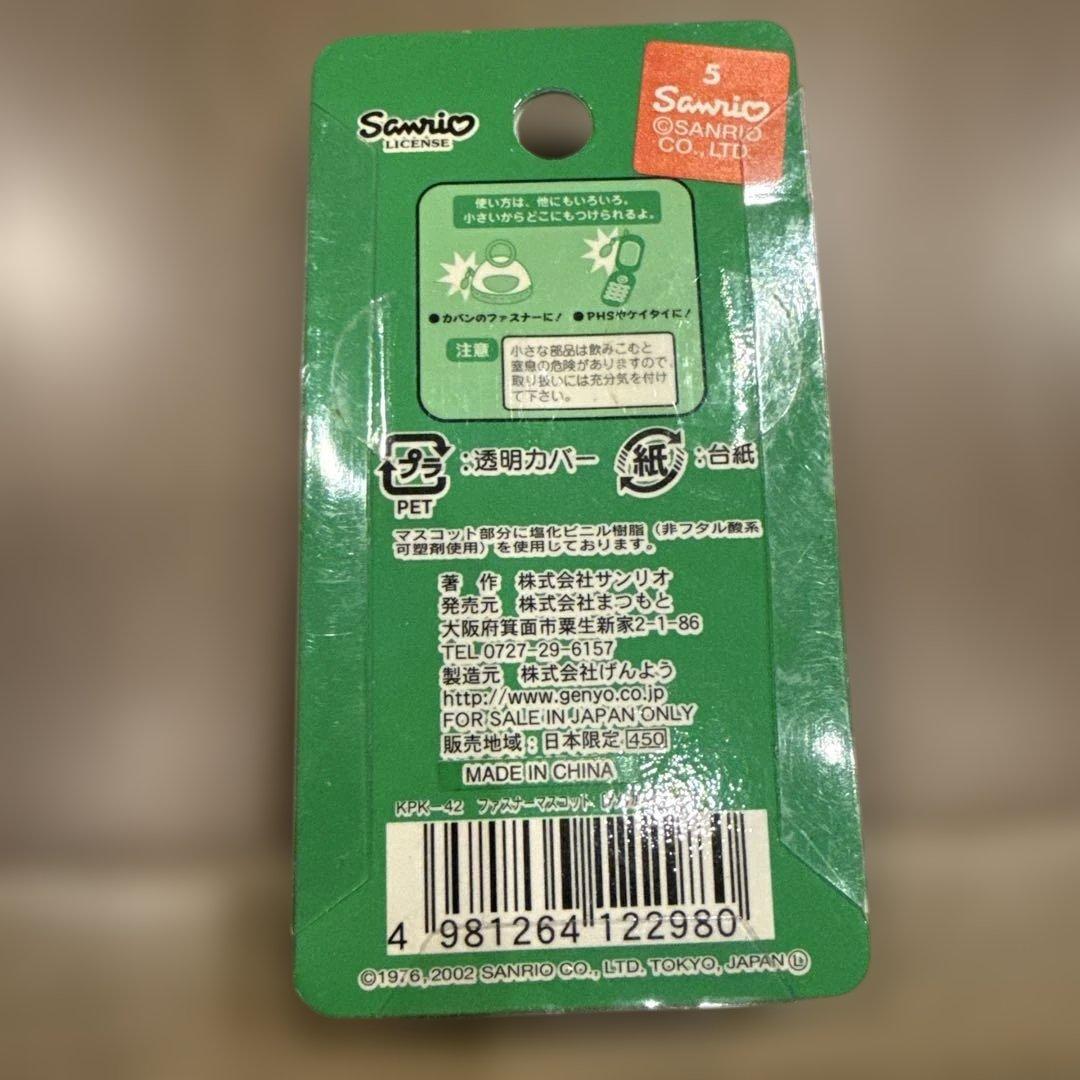 Sanrio
LICENSE
5
Sanrio
©SANRIO
CO., LTD.
使い方は、他にもいろいろ。
小さいからどこにもつけられるよ。
●カバンのファスナーに! ●PHSやケイタイに!
注意
小さな部品は飲みこむと
窒息の危険がありますので、
取り扱いには充分気を付け
て下さい。
プラ
PET
:透明カバー
紙
:台紙
マスコット部分に塩化ビニル樹脂(非フタル酸系
可塑剤使用)を使用しております。
著 作 株式会社サンリオ
発売元 株式会社まつもと
大阪府箕面市粟生新家2-1-86
TEL 0727-29-6157
製造元 株式会社げんよう
http://www.genyo.co.jp
FOR SALE IN JAPAN ONLY
販売地域:日本限定 450
MADE IN CHINA
KPK-42 ファスナーマスコット
4 981264 122980
©1976, 2002 SANRIO CO., LTD. TOKYO, JAPAN Ⓛ